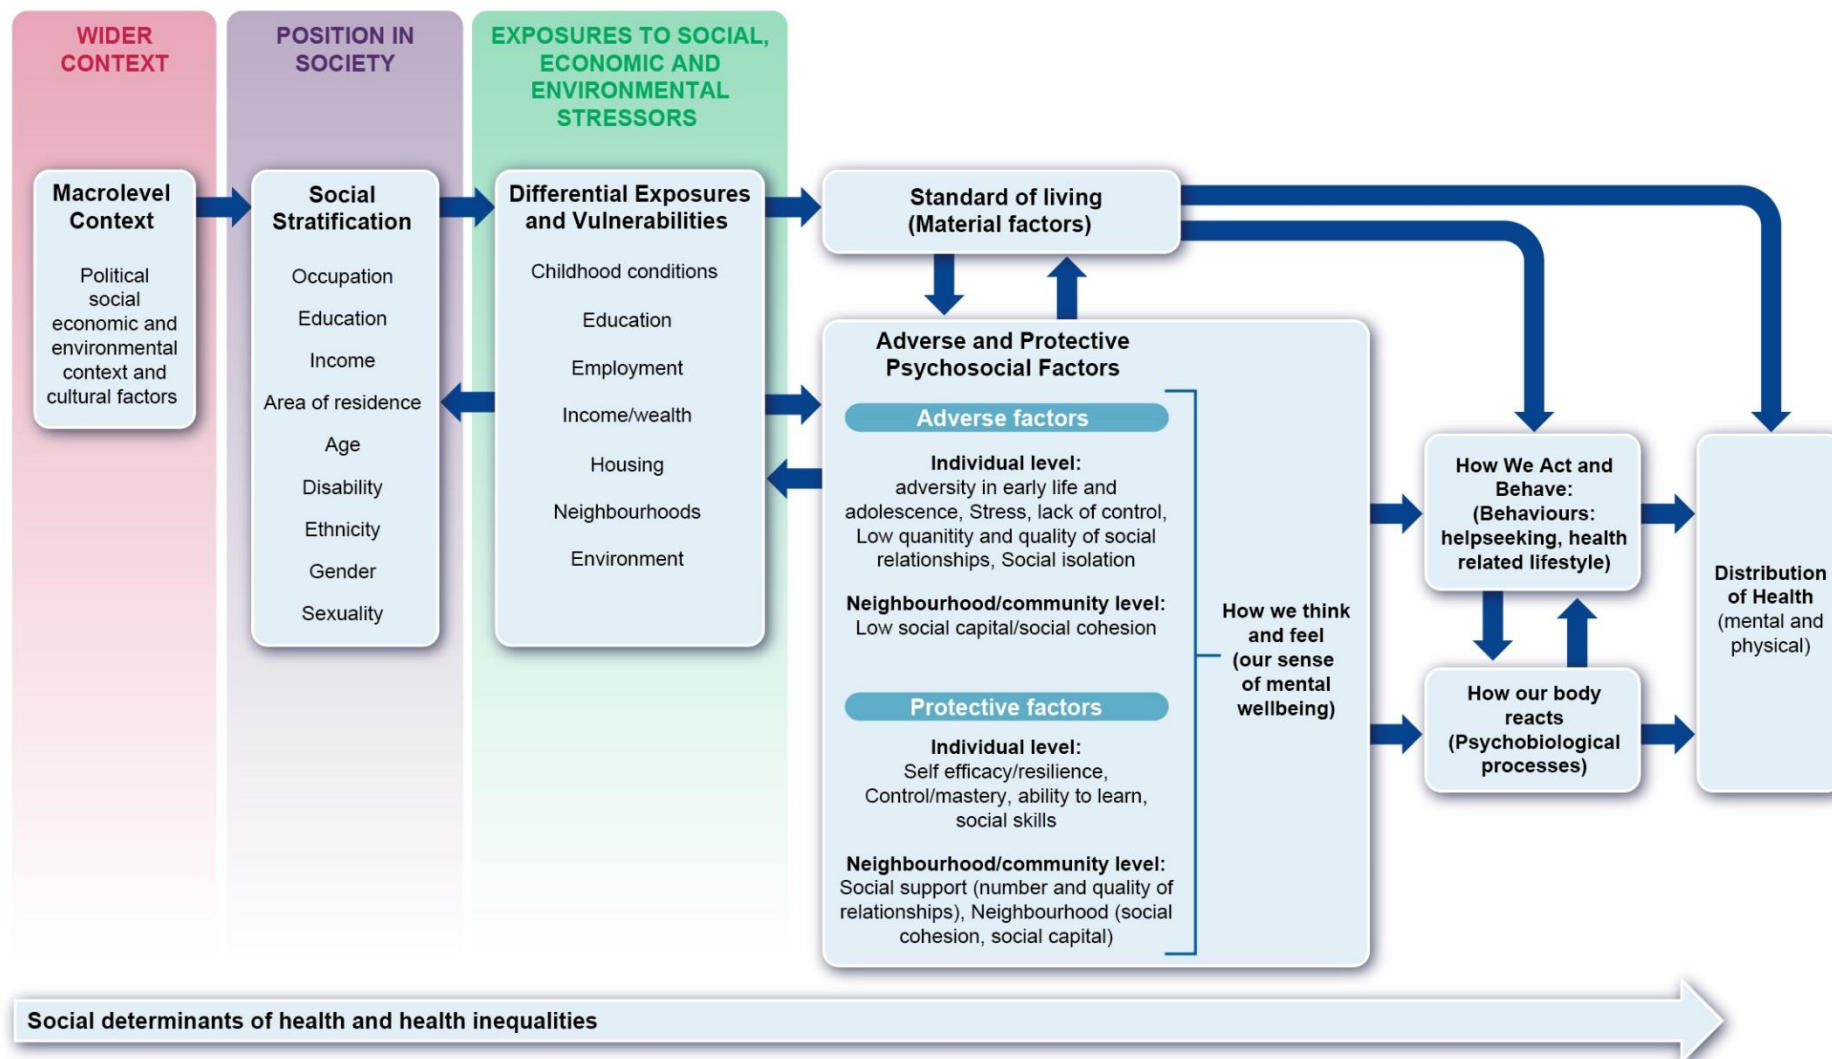 WIDER
CONTEXT
POSITION IN
SOCIETY
EXPOSURES TO SOCIAL,
ECONOMIC AND
ENVIRONMENTAL
STRESSORS
Macrolevel
Context
Political
social
economic and
environmental
context and
cultural factors
Social
Stratification
Occupation
Education
Income
Area of residence
Age
Disability
Ethnicity
Gender
Sexuality
Differential Exposures
and Vulnerabilities
Childhood conditions
Education
Employment
Income/wealth
Housing
Neighbourhoods
Environment
Standard of living
(Material factors)
Adverse and Protective
Psychosocial Factors
Adverse factors
Individual level:
adversity in early life and
adolescence, Stress, lack of control,
Low quanitity and quality of social
relationships, Social isolation
Neighbourhood/community level:
Low social capital/social cohesion
Protective factors
Individual level:
Self efficacy/resilience,
Control/mastery, ability to learn,
social skills
Neighbourhood/community level:
Social support (number and quality of
relationships), Neighbourhood (social
cohesion, social capital)
How we think
and feel
(our sense
of mental
wellbeing)
How We Act and
Behave:
(Behaviours:
helpseeking, health
related lifestyle)
How our body
reacts
(Psychobiological
processes)
Distribution
of Health
(mental and
physical)
Social determinants of health and health inequalities